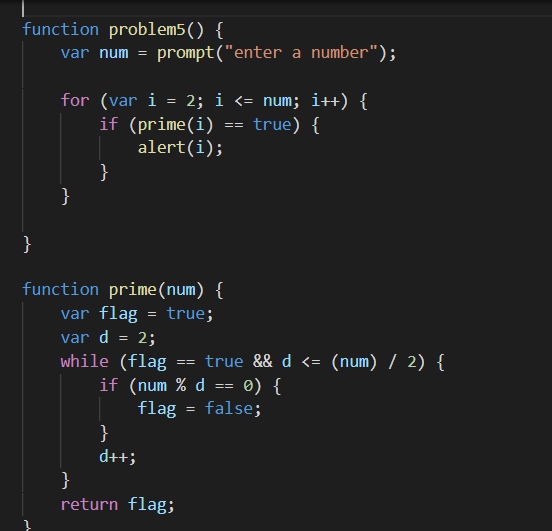 function problem5() {
    var num = prompt("enter a number");
    for (var i = 2; i <= num; i++) {
        if (prime(i) == true) {
            alert(i);
        }
    }
}
function prime(num) {
    var flag = true;
    var d = 2;
    while (flag == true && d <= (num) / 2) {
        if (num % d == 0) {
            flag = false;
        }
        d++;
    }
    return flag;
}